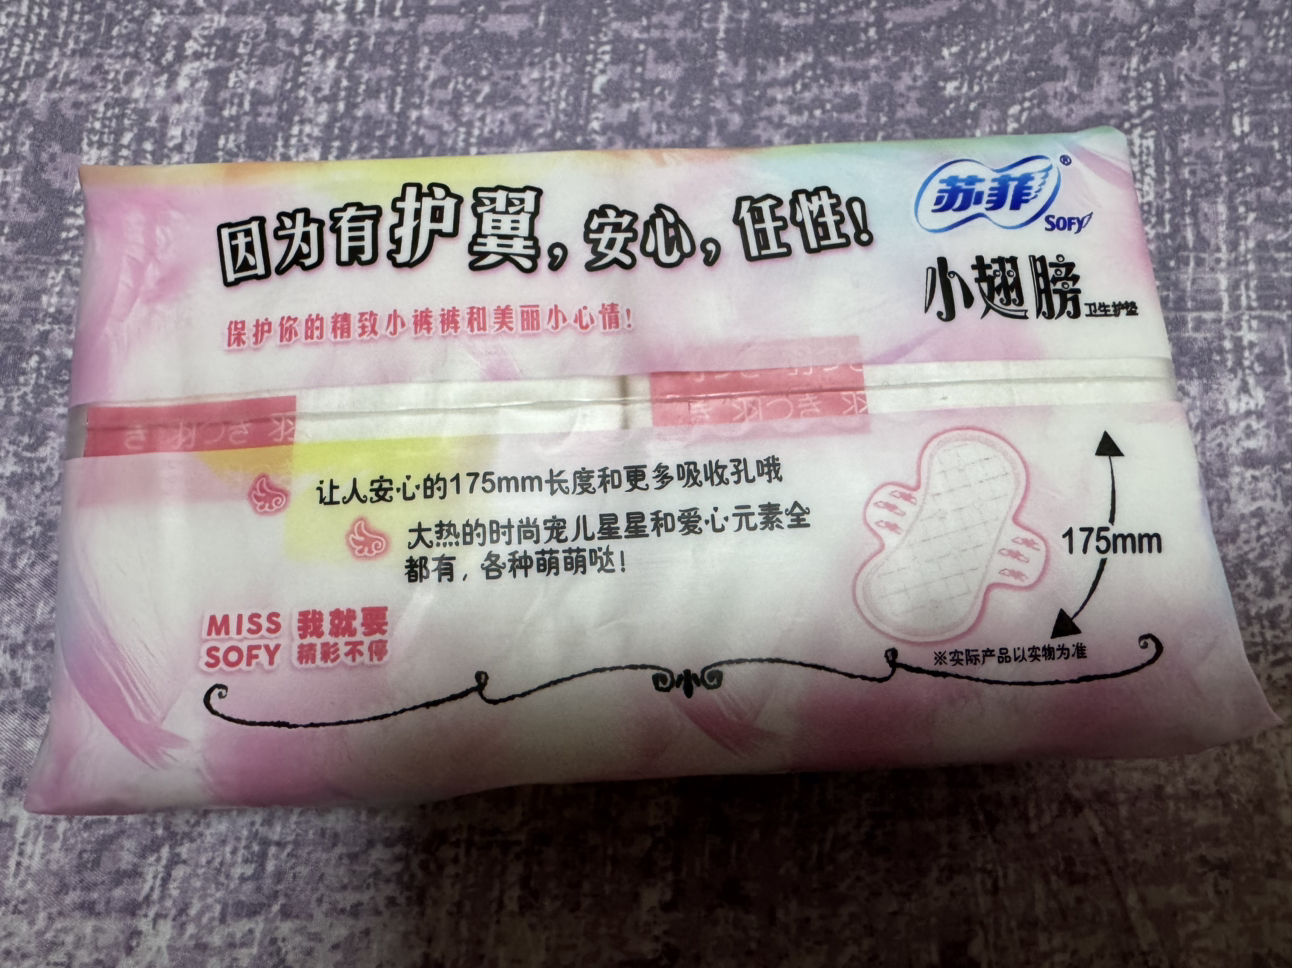 因为有护翼，安心，任性！
苏菲®
SOFY
小翅膀 卫生护垫
保护你的精致小裤裤和美丽小心情！
让人安心的175mm长度和更多吸收孔哦
大热的时尚宠儿星星和爱心元素全
都有，各种萌萌哒！
175mm
MISS SOFY
我就要
精彩不停
※实际产品以实物为准